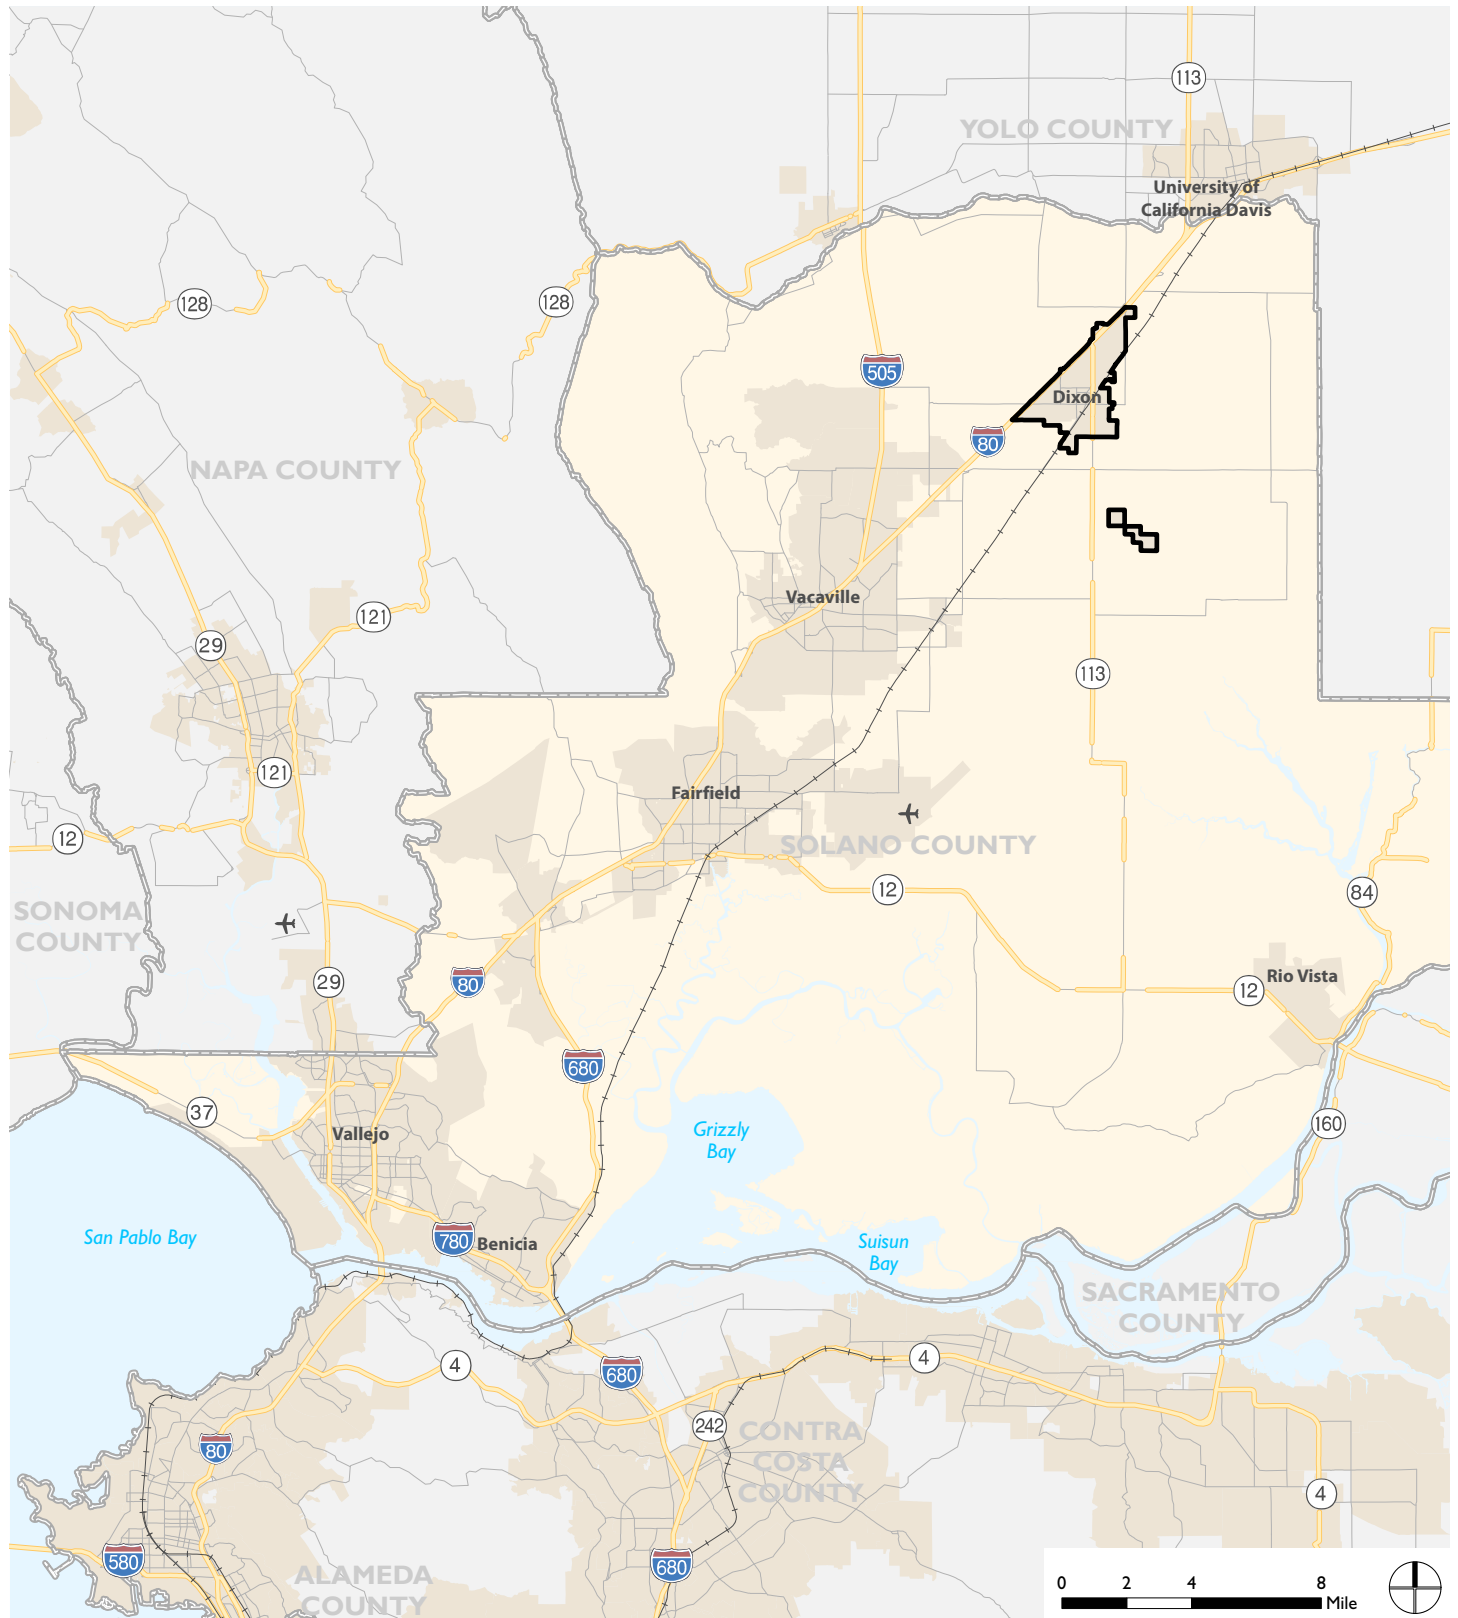 113
YOLO COUNTY
University of
California Davis
128
128
505
Dixon
80
NAPA COUNTY
Vacaville
121
29
113
121
Fairfield
12
SOLANO COUNTY
12
84
SONOMA
COUNTY
Rio Vista
80
29
12
680
37
Vallejo
Grizzly
Bay
160
San Pablo Bay
780
Benicia
Suisun
Bay
SACRAMENTO
COUNTY
4
680
4
242
CONTRA
COSTA
COUNTY
80
4
580
680
ALAMEDA
COUNTY
0 2 4 8
Mile